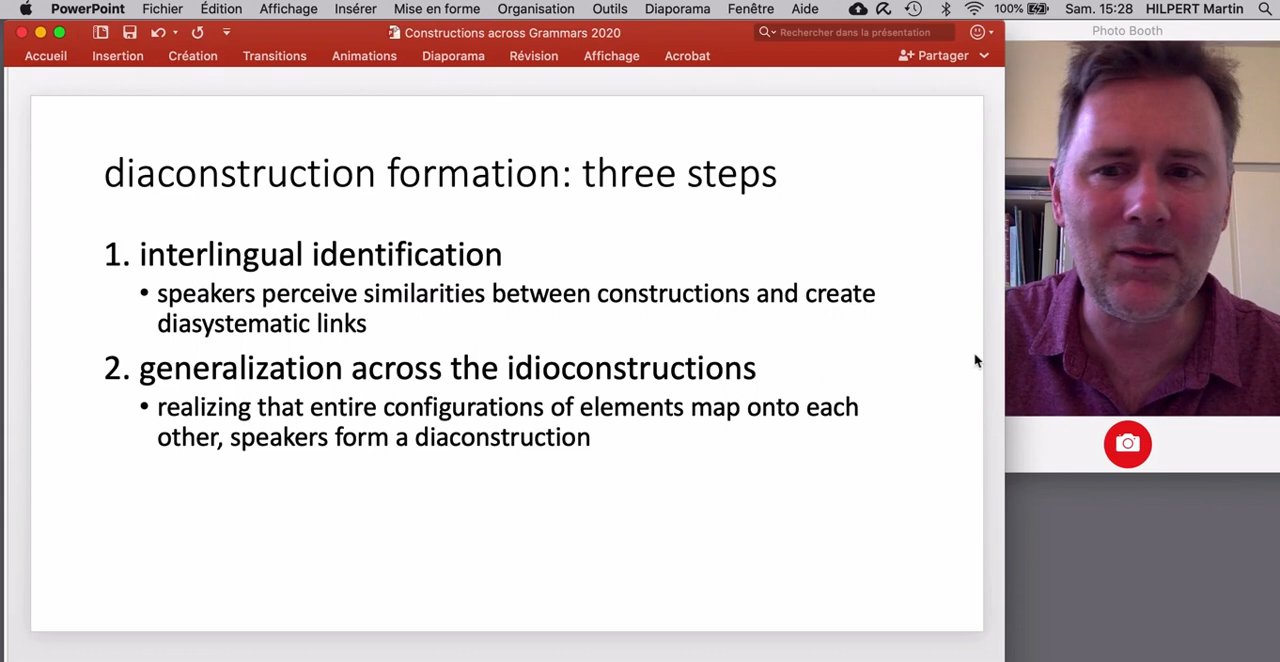 PowerPoint Fichier Édition Affichage Insérer Mise en forme Organisation Outils Diaporama Fenêtre Aide 100% Sam. 15:28 HILPERT Martin
Constructions across Grammars 2020
Rechercher dans la présentation
Photo Booth
Accueil Insertion Création Transitions Animations Diaporama Révision Affichage Acrobat Partager
diaconstruction formation: three steps
1. interlingual identification
• speakers perceive similarities between constructions and create
diasystematic links
2. generalization across the idioconstructions
• realizing that entire configurations of elements map onto each
other, speakers form a diaconstruction